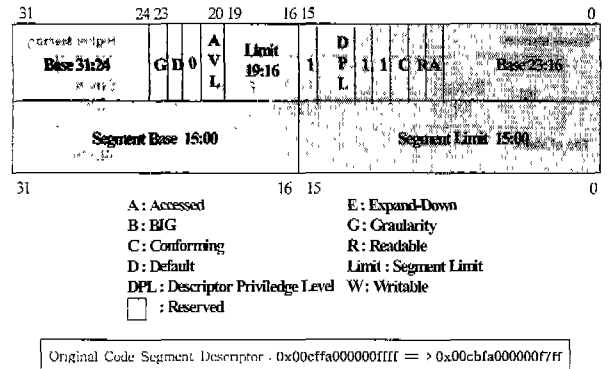 31 24 23 20 19 16 15 0
Base 31:24 G D 0 A V L Limit 19:16 1 D P L 1 1 C R A Base 23:16
Segment Base 15:00 Segment Limit 15:00
31 16 15 0
A : Accessed E : Expand-Down
B : BIG G : Graularity
C : Conforming R : Readable
D : Default Limit : Segment Limit
DPL : Descriptor Priviledge Level W : Writable
: Reserved
Original Code Segment Descriptor . 0x00cffa000000ffff = > 0x00cbfa000000f7ff